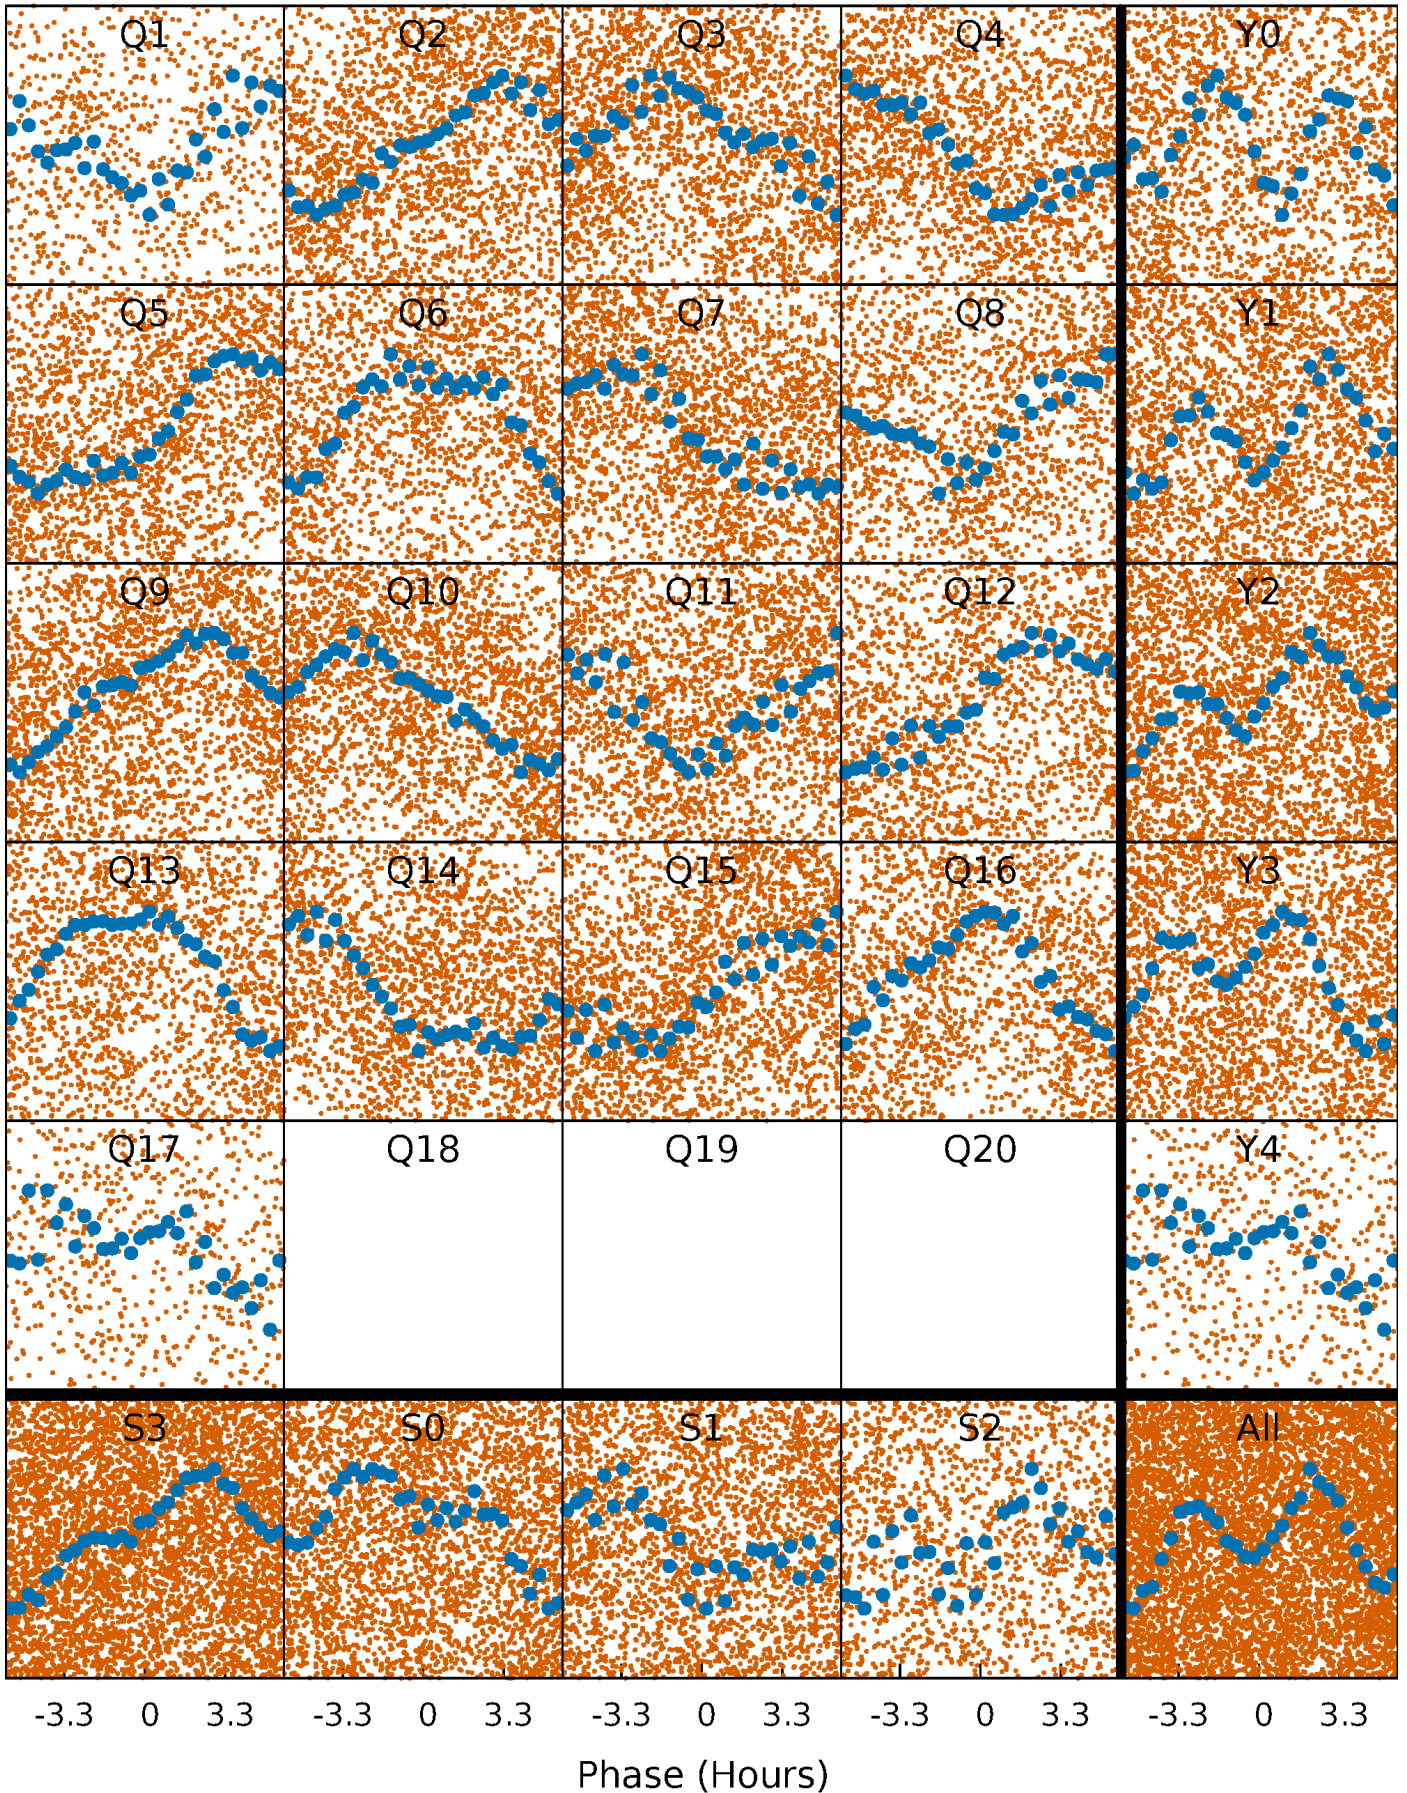 Q1 Q2 Q3 Q4 Y0
Q5 Q6 Q7 Q8 Y1
Q9 Q10 Q11 Q12 Y2
Q13 Q14 Q15 Q16 Y3
Q17 Q18 Q19 Q20 Y4
S3 S0 S1 S2 All
-3.3 0 3.3 -3.3 0 3.3 -3.3 0 3.3 -3.3 0 3.3 -3.3 0 3.3
Phase (Hours)